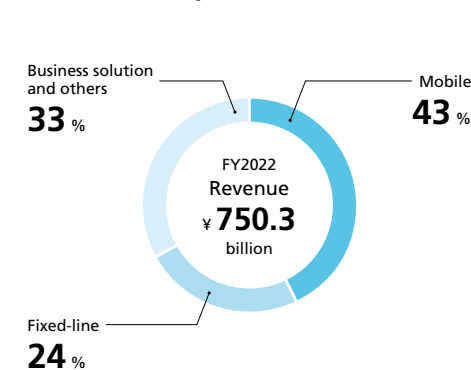 Business solution
and others
33 %
Mobile
43 %
FY2022
Revenue
¥ 750.3
billion
Fixed-line
24 %